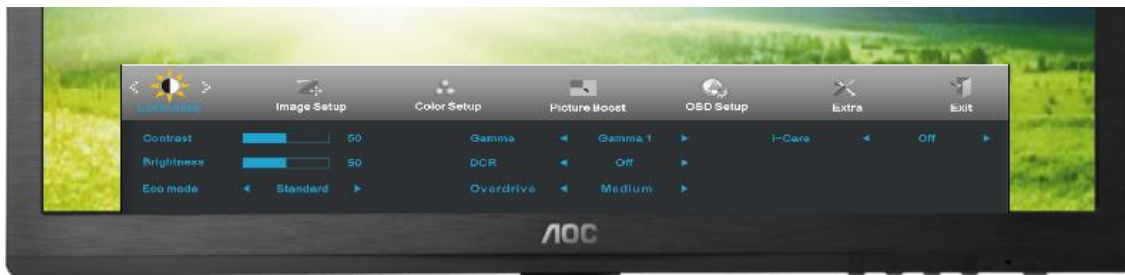 Luminance Image Setup Color Setup Picture Boost OSD Setup Extra Exit
Contrast 50 Gamma Gamma 1 i-Care Off
Brightness 50 DCR Off
Eco mode Standard Overdrive Medium
AOC